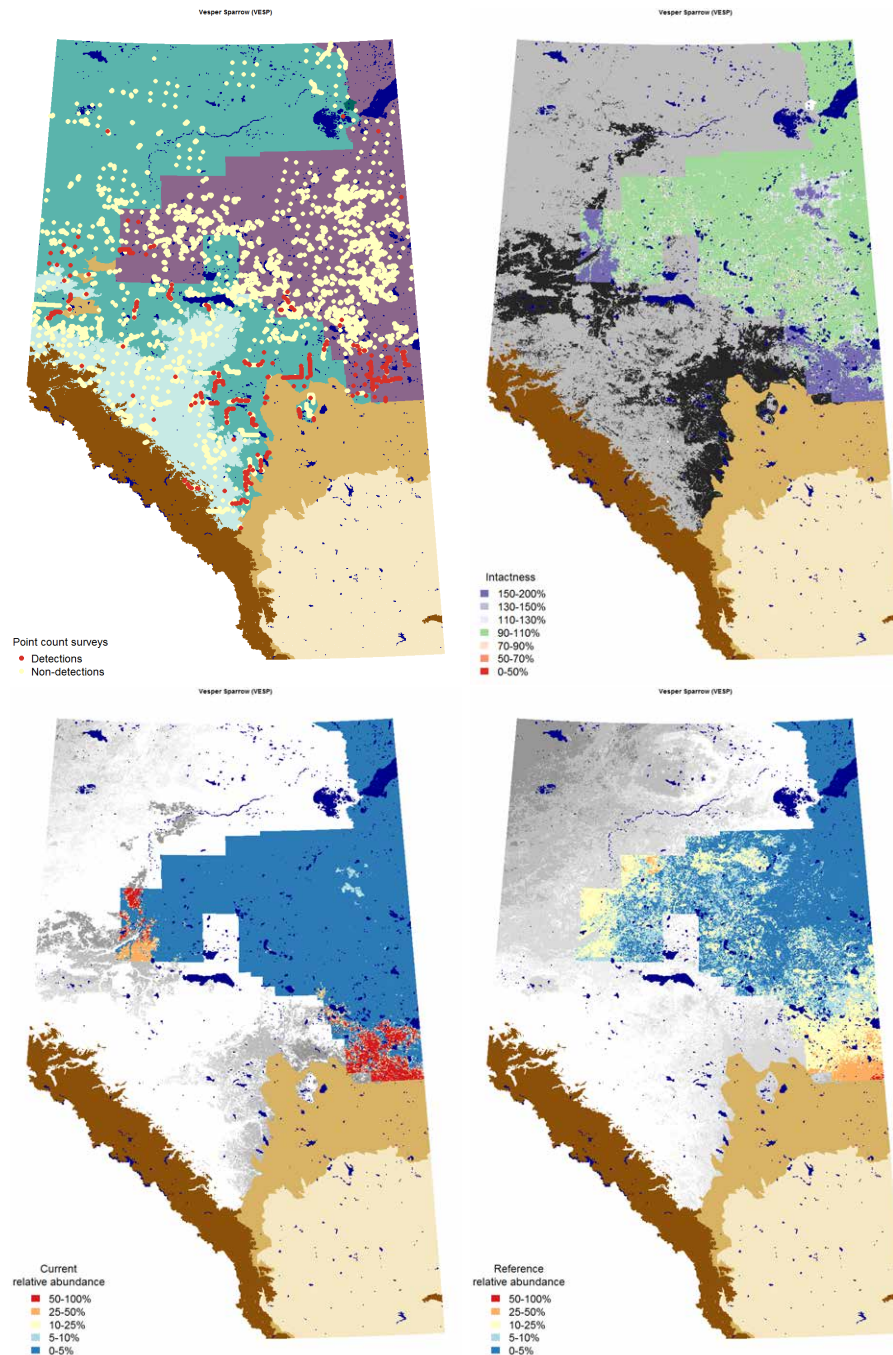 Vesper Sparrow (VESP)
Point count surveys
Detections
Non-detections
Vesper Sparrow (VESP)
Intactness
150-200%
130-150%
110-130%
90-110%
70-90%
50-70%
0-50%
Vesper Sparrow (VESP)
Current
relative abundance
50-100%
25-50%
10-25%
5-10%
0-5%
Vesper Sparrow (VESP)
Reference
relative abundance
50-100%
25-50%
10-25%
5-10%
0-5%